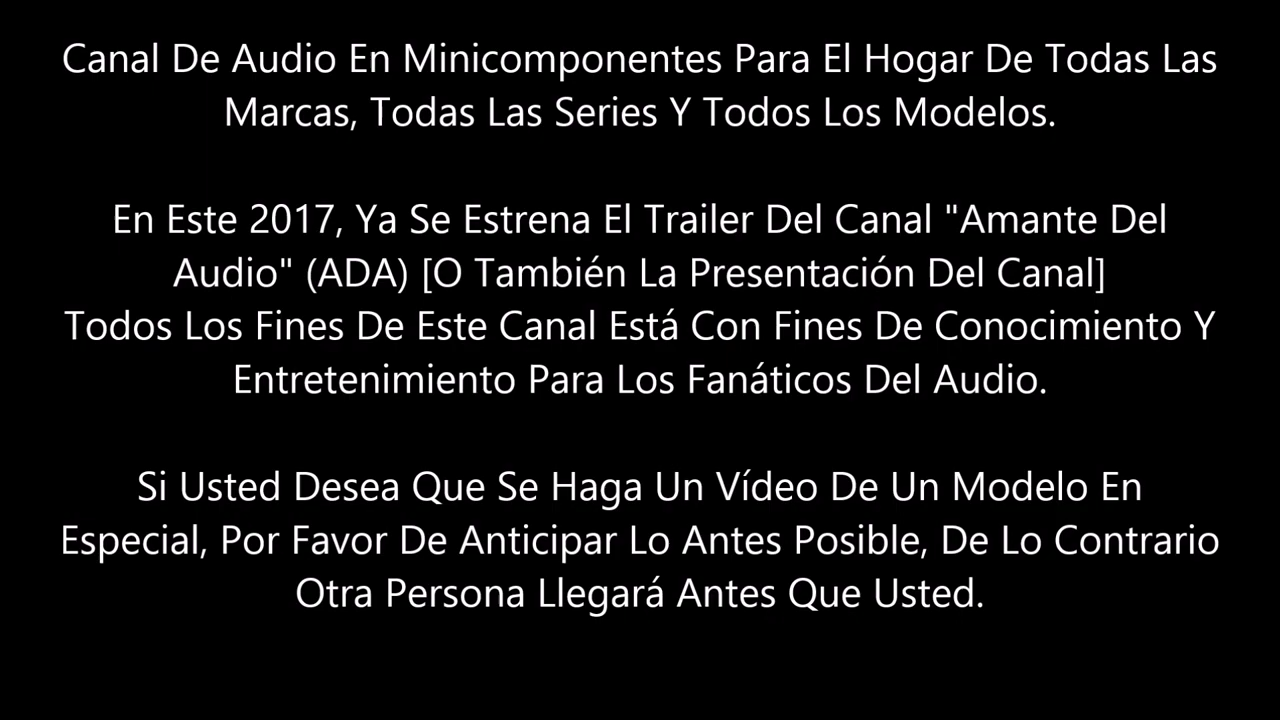 Canal De Audio En Minicomponentes Para El Hogar De Todas Las
Marcas, Todas Las Series Y Todos Los Modelos.
En Este 2017, Ya Se Estrena El Trailer Del Canal "Amante Del
Audio" (ADA) [O También La Presentación Del Canal]
Todos Los Fines De Este Canal Está Con Fines De Conocimiento Y
Entretenimiento Para Los Fanáticos Del Audio.
Si Usted Desea Que Se Haga Un Vídeo De Un Modelo En
Especial, Por Favor De Anticipar Lo Antes Posible, De Lo Contrario
Otra Persona Llegará Antes Que Usted.